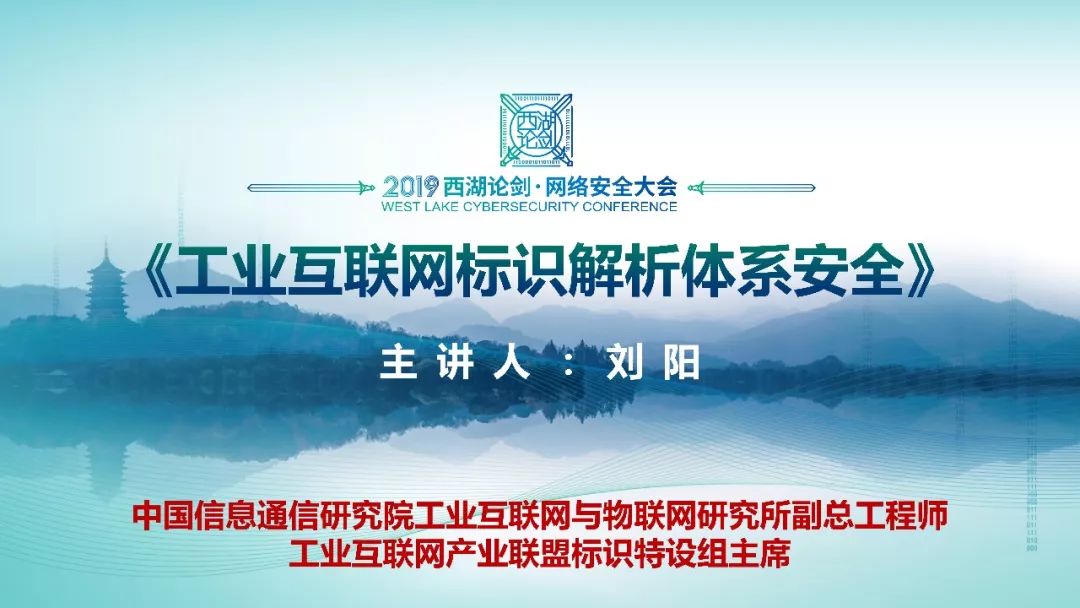 西湖
论剑
2019西湖论剑·网络安全大会
WEST LAKE CYBERSECURITY CONFERENCE
《工业互联网标识解析体系安全》
主讲人：刘阳
中国信息通信研究院工业互联网与物联网研究所副总工程师
工业互联网产业联盟标识特设组主席